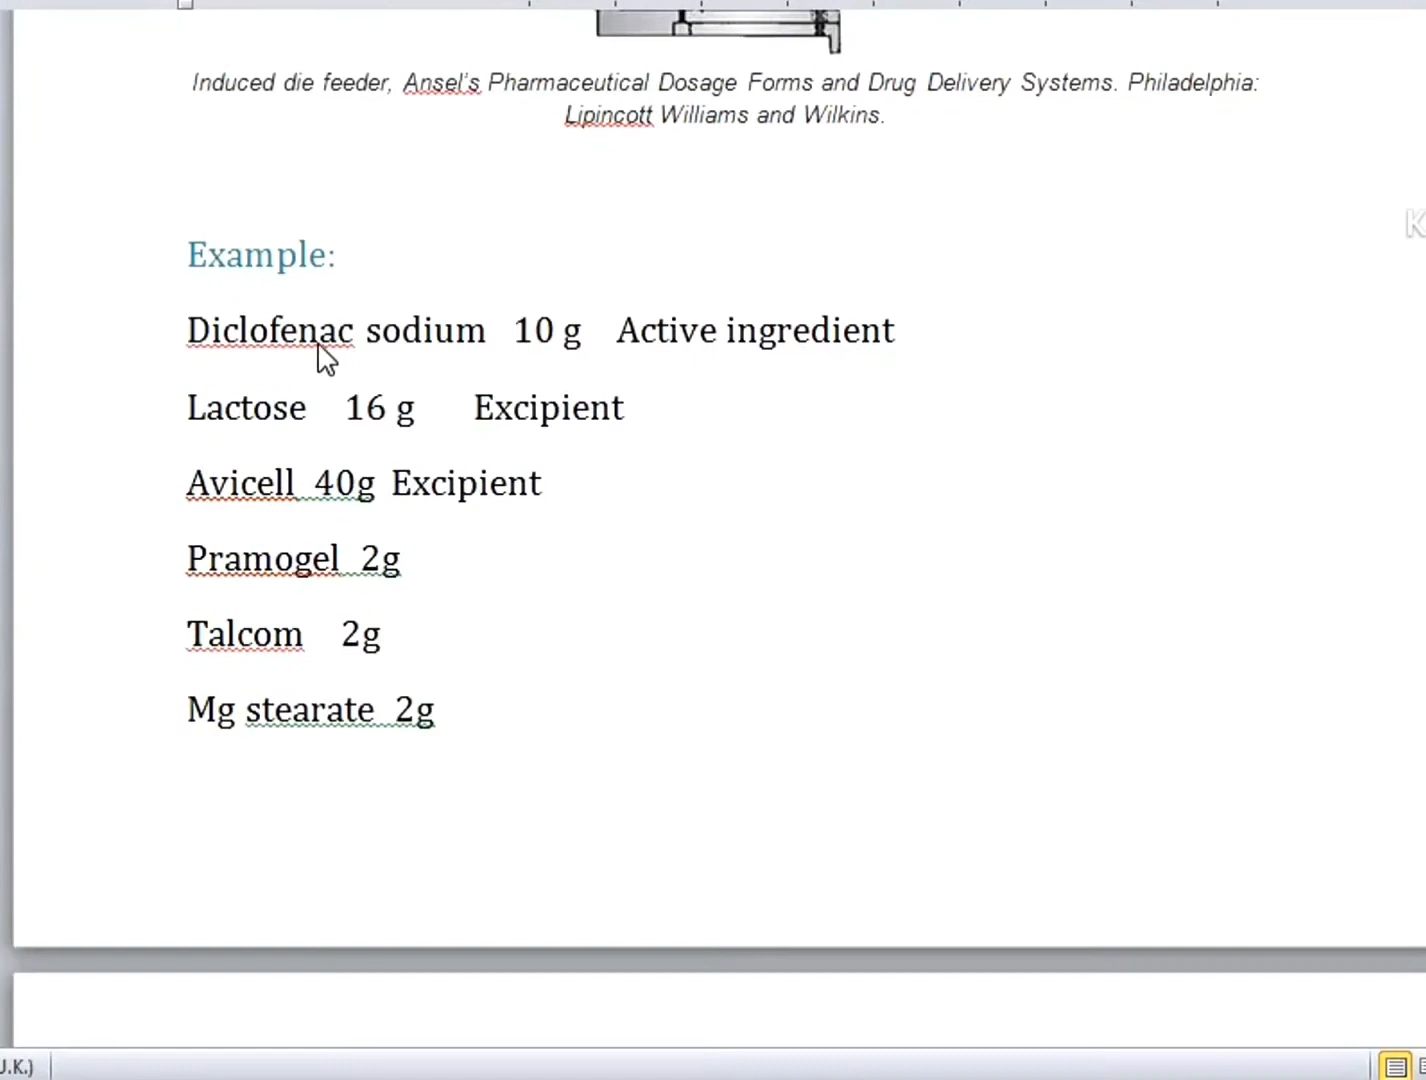 Induced die feeder, Ansel's Pharmaceutical Dosage Forms and Drug Delivery Systems. Philadelphia:
Lipincott Williams and Wilkins.
K
Example:
Diclofenac sodium 10 g Active ingredient
Lactose 16 g Excipient
Avicell 40g Excipient
Pramogel 2g
Talcom 2g
Mg stearate 2g
J.K.)